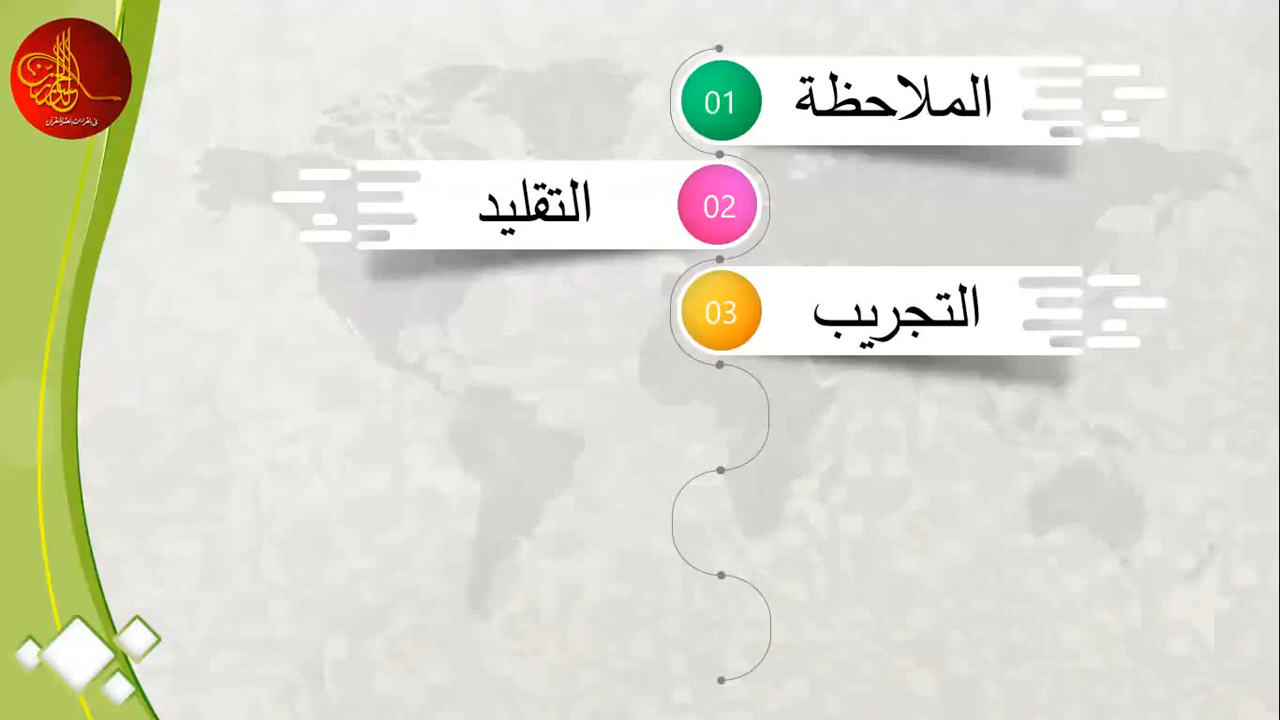 01 الملاحظة
02 التقليد
03 التجريب